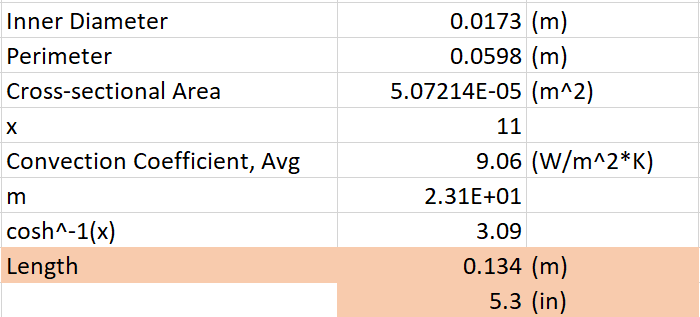 Inner Diameter 0.0173 (m)
Perimeter 0.0598 (m)
Cross-sectional Area 5.07214E-05 (m^2)
x 11
Convection Coefficient, Avg 9.06 (W/m^2*K)
m 2.31E+01
cosh^-1(x) 3.09
Length 0.134 (m)
5.3 (in)